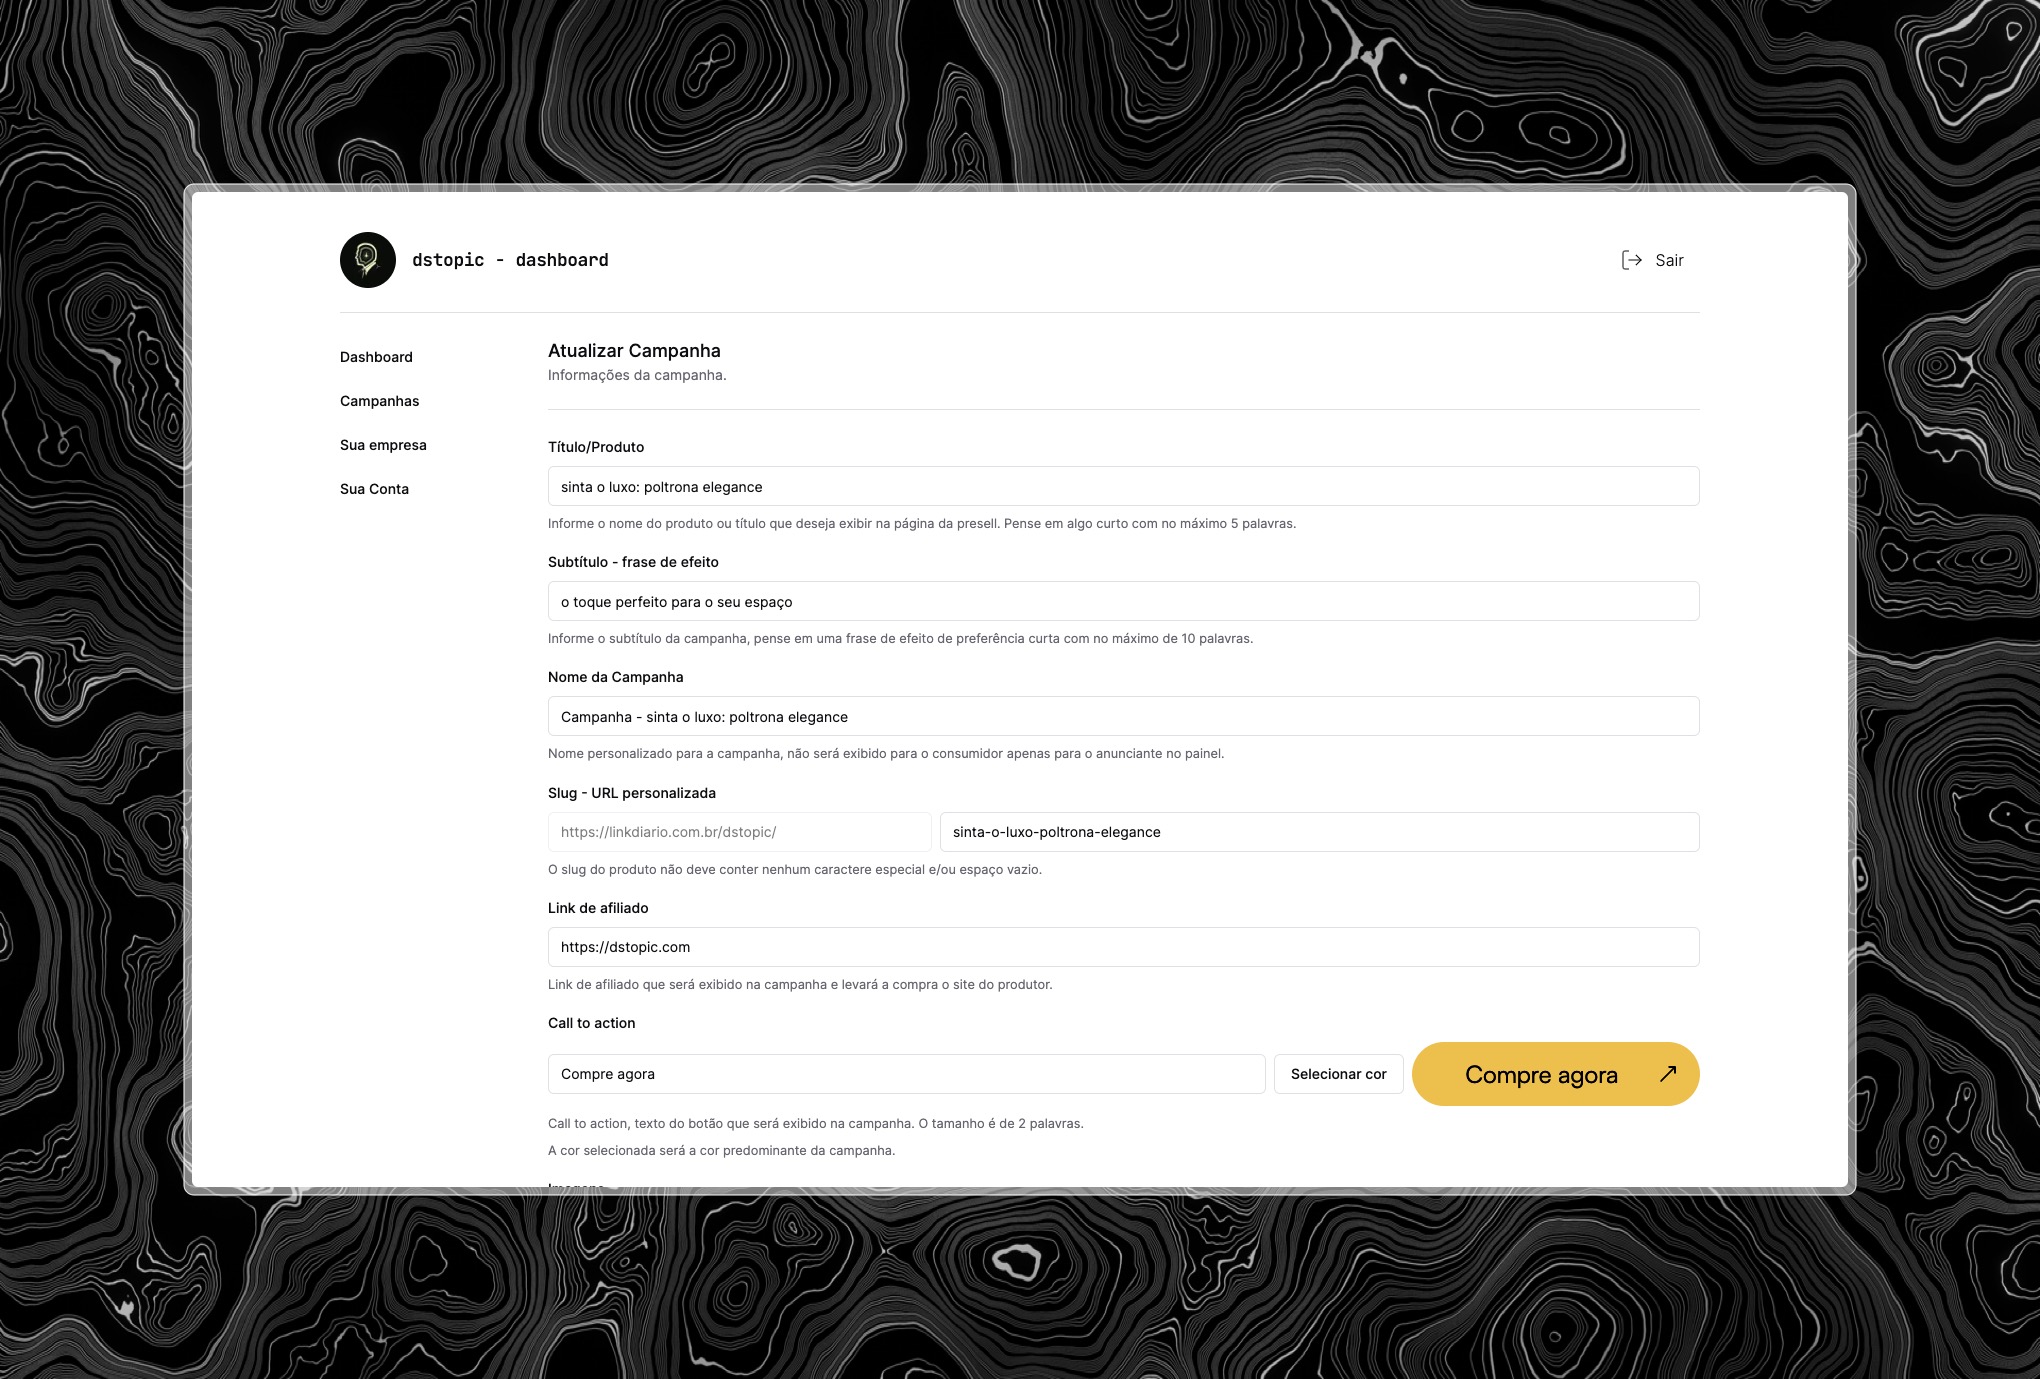 dstopic - dashboard
Sair
Dashboard
Campanhas
Sua empresa
Sua Conta
Atualizar Campanha
Informações da campanha.
Título/Produto
sinta o luxo: poltrona elegance
Informe o nome do produto ou título que deseja exibir na página da presell. Pense em algo curto com no máximo 5 palavras.
Subtítulo - frase de efeito
o toque perfeito para o seu espaço
Informe o subtítulo da campanha, pense em uma frase de efeito de preferência curta com no máximo de 10 palavras.
Nome da Campanha
Campanha - sinta o luxo: poltrona elegance
Nome personalizado para a campanha, não será exibido para o consumidor apenas para o anunciante no painel.
Slug - URL personalizada
https://linkdiario.com.br/dstopic/
sinta-o-luxo-poltrona-elegance
O slug do produto não deve conter nenhum caractere especial e/ou espaço vazio.
Link de afiliado
https://dstopic.com
Link de afiliado que será exibido na campanha e levará a compra o site do produtor.
Call to action
Compre agora
Selecionar cor
Compre agora
Call to action, texto do botão que será exibido na campanha. O tamanho é de 2 palavras.
A cor selecionada será a cor predominante da campanha.